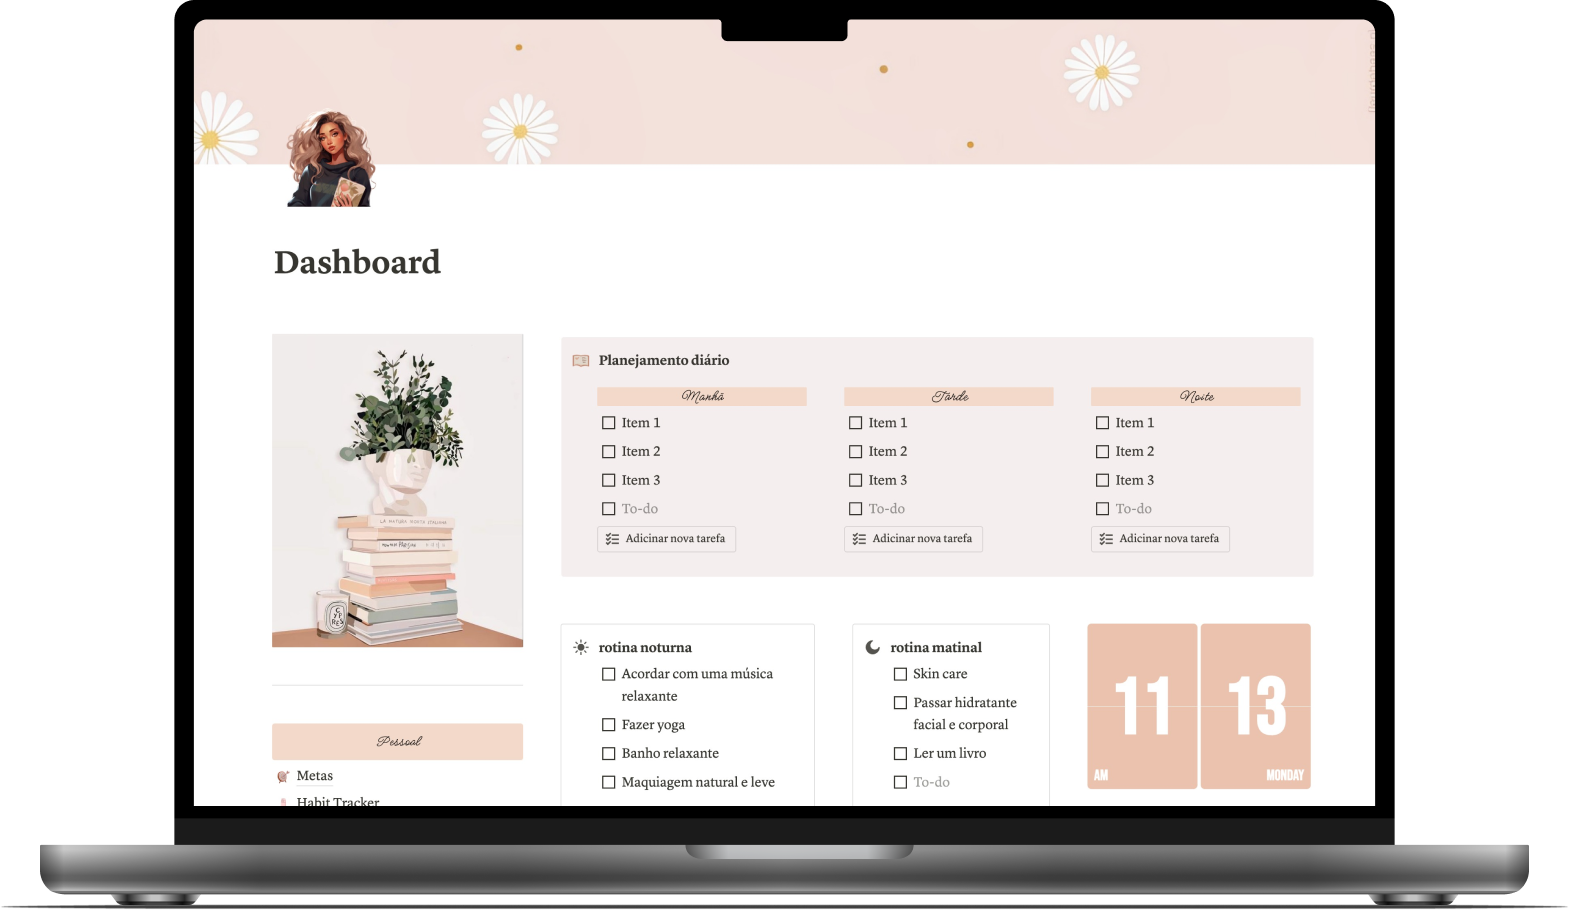 Dashboard
Planejamento diário
Manhã
Tarde
Noite
Item 1
Item 1
Item 1
Item 2
Item 2
Item 2
Item 3
Item 3
Item 3
To-do
To-do
To-do
Adicinar nova tarefa
Adicinar nova tarefa
Adicinar nova tarefa
rotina noturna
Acordar com uma música
relaxante
Fazer yoga
Banho relaxante
Maquiagem natural e leve
rotina matinal
Skin care
Passar hidratante
facial e corporal
Ler um livro
To-do
11
13
AM
MONDAY
Pessoal
Metas
Habit Tracker